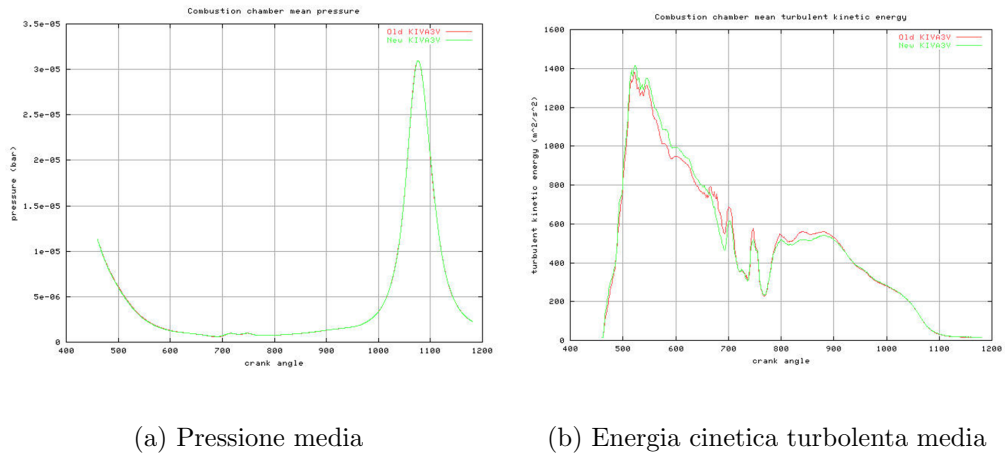 Combustion chamber mean pressure
Old KIVA3V
New KIVA3V
3.5e-05
3e-05
2.5e-05
2e-05
1.5e-05
1e-05
5e-06
0
pressure (bar)
400 500 600 700 800 900 1000 1100 1200
crank angle
(a) Pressione media
Combustion chamber mean turbulent kinetic energy
Old KIVA3V
New KIVA3V
1600
1400
1200
1000
800
600
400
200
0
turbulent kinetic energy (m^2/s^2)
400 500 600 700 800 900 1000 1100 1200
crank angle
(b) Energia cinetica turbolenta media